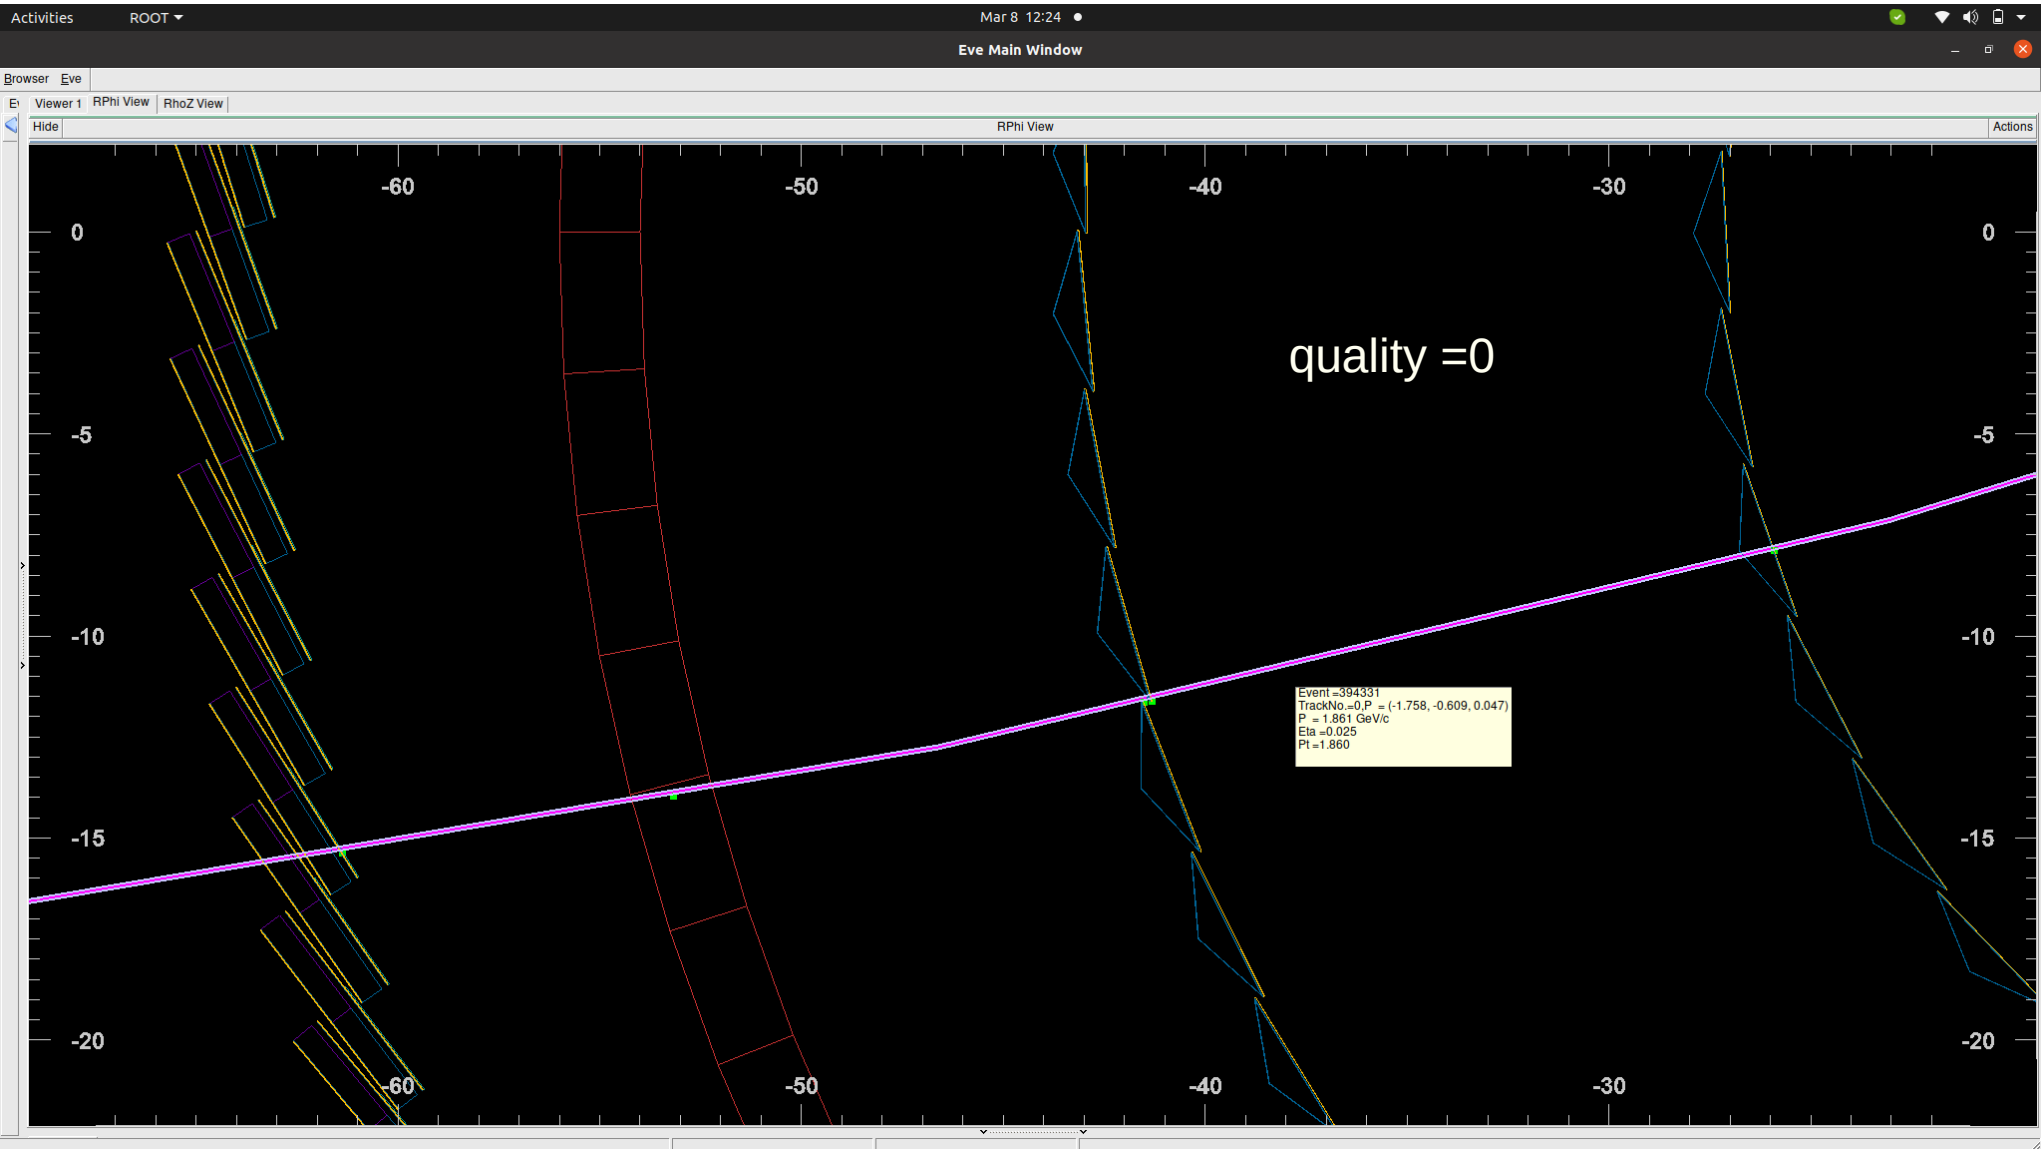 Activities ROOT Mar 8 12:24
Eve Main Window
Browser Eve
Ev Viewer 1 RPhi View RhoZ View
Hide RPhi View Actions
-60 -50 -40 -30
0 0
quality =0
-5 -5
-10 -10
Event =394331
TrackNo.=0,P = (-1.758, -0.609, 0.047)
P = 1.861 GeV/c
Eta =0.025
Pt =1.860
-15 -15
-20 -20
-60 -50 -40 -30